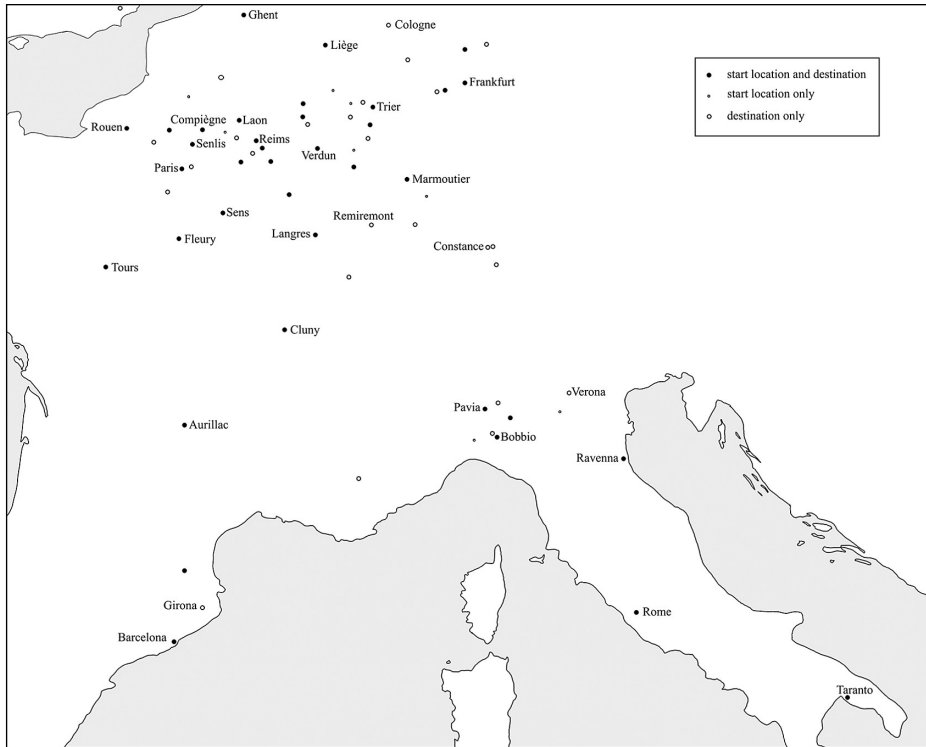 Ghent
Cologne
Liège
start location and destination
Frankfurt
start location only
Trier
destination only
Compiègne
Laon
Rouen
Reims
Senlis
Verdun
Paris
Marmoutier
Sens
Remiremont
Langres
Fleury
Constance
Tours
Cluny
Verona
Pavia
Aurillac
Bobbio
Ravenna
Girona
Rome
Barcelona
Taranto